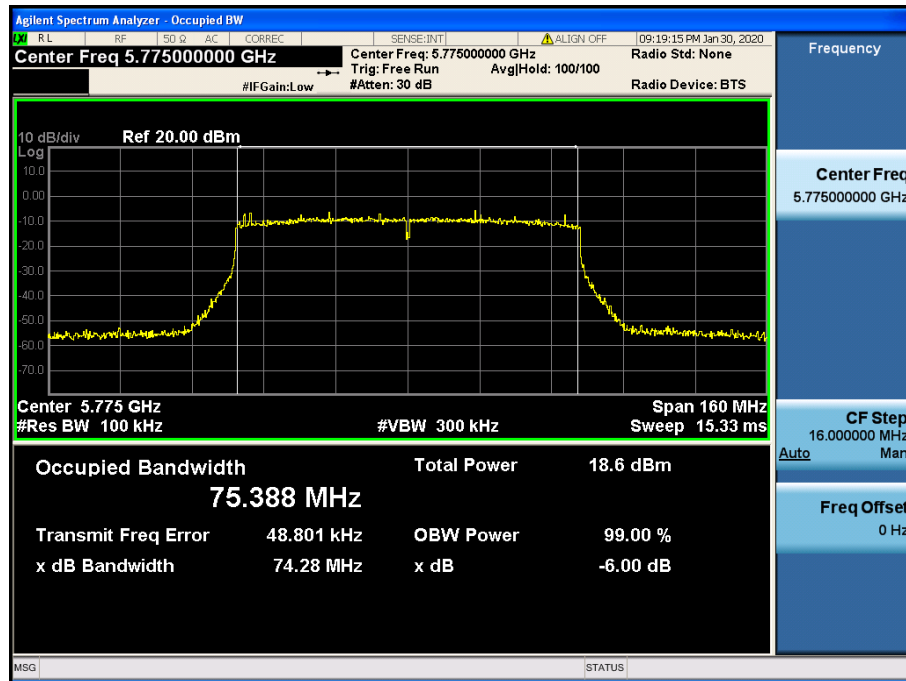 Agilent Spectrum Analyzer - Occupied BW
LXI RL RF 50 Ω AC CORREC SENSE:INT ALIGN OFF 09:19:15 PM Jan 30, 2020
Center Freq 5.775000000 GHz Center Freq: 5.775000000 GHz Radio Std: None
Trig: Free Run Avg|Hold: 100/100
#IFGain:Low #Atten: 30 dB Radio Device: BTS
Frequency
10 dB/div Ref 20.00 dBm
Log
10.0
0.00
-10.0
-20.0
-30.0
-40.0
-50.0
-60.0
-70.0
Center 5.775 GHz Span 160 MHz
#Res BW 100 kHz #VBW 300 kHz Sweep 15.33 ms
Center Freq
5.775000000 GHz
CF Step
16.000000 MHz
Auto Man
Freq Offset
0 Hz
Occupied Bandwidth Total Power 18.6 dBm
75.388 MHz
Transmit Freq Error 48.801 kHz OBW Power 99.00 %
x dB Bandwidth 74.28 MHz x dB -6.00 dB
MSG STATUS